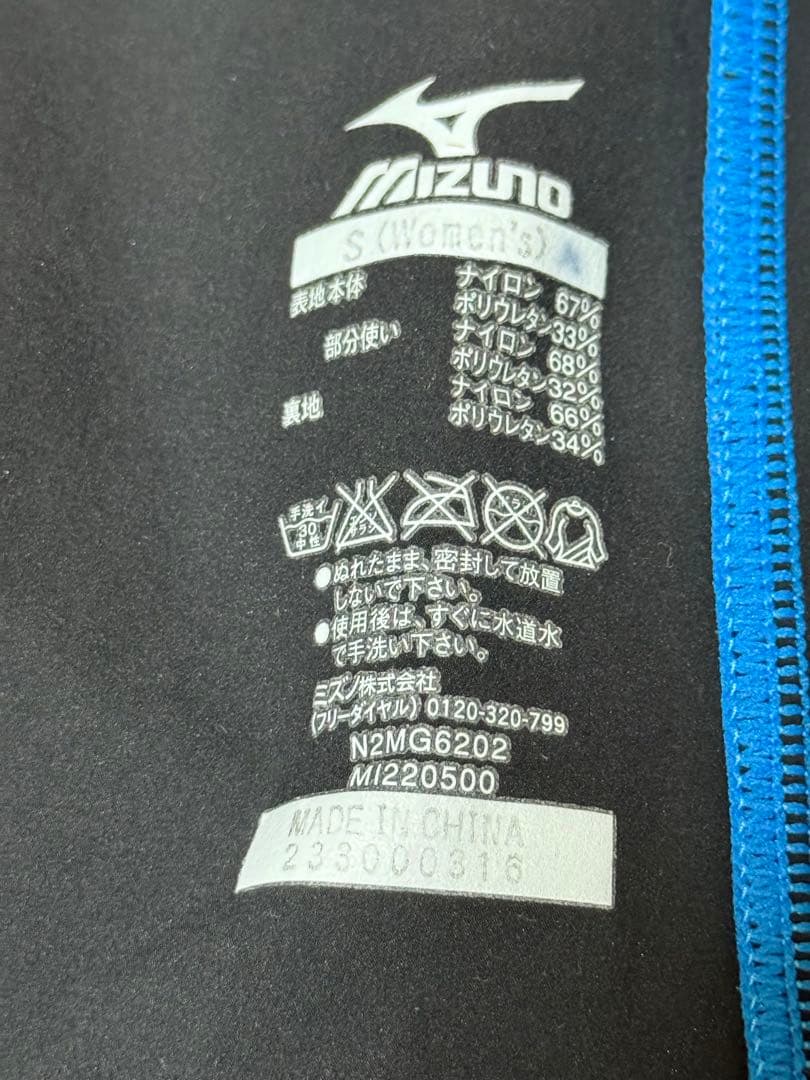 MIZUNO
S (Women's)
表地本体 ナイロン 67%
ポリウレタン 33%
部分使い ナイロン 68%
ポリウレタン 32%
裏地 ナイロン 66%
ポリウレタン 34%
手洗イ
30
中性
●ぬれたまま、密封して放置
しないで下さい。
●使用後は、すぐに水道水
で手洗い下さい。
ミズノ株式会社
(フリーダイヤル) 0120-320-799
N2MG6202
MI220500
MADE IN CHINA
233000316